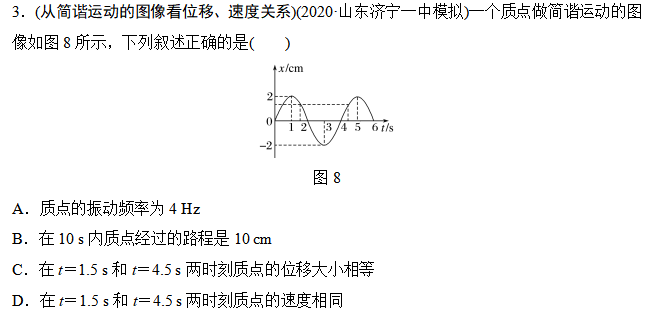 3．(从简谐运动的图像看位移、速度关系)(2020·山东济宁一中模拟)一个质点做简谐运动的图
像如图 8 所示，下列叙述正确的是(　　)
x/cm
2
0
1 2 3 4 5 6 t/s
−2
图 8
A．质点的振动频率为 4 Hz
B．在 10 s 内质点经过的路程是 10 cm
C．在 t＝1.5 s 和 t＝4.5 s 两时刻质点的位移大小相等
D．在 t＝1.5 s 和 t＝4.5 s 两时刻质点的速度相同